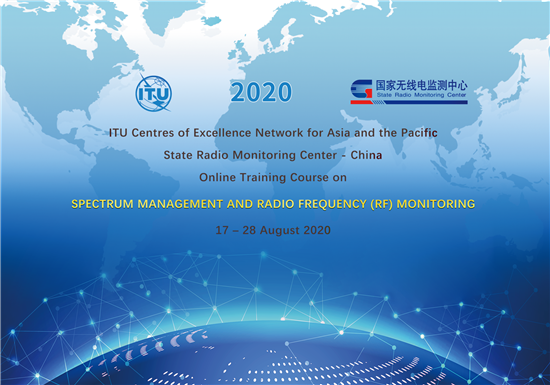 ITU
2020
国家无线电监测中心
State Radio Monitoring Center
ITU Centres of Excellence Network for Asia and the Pacific
State Radio Monitoring Center - China
Online Training Course on
SPECTRUM MANAGEMENT AND RADIO FREQUENCY (RF) MONITORING
17 – 28 August 2020